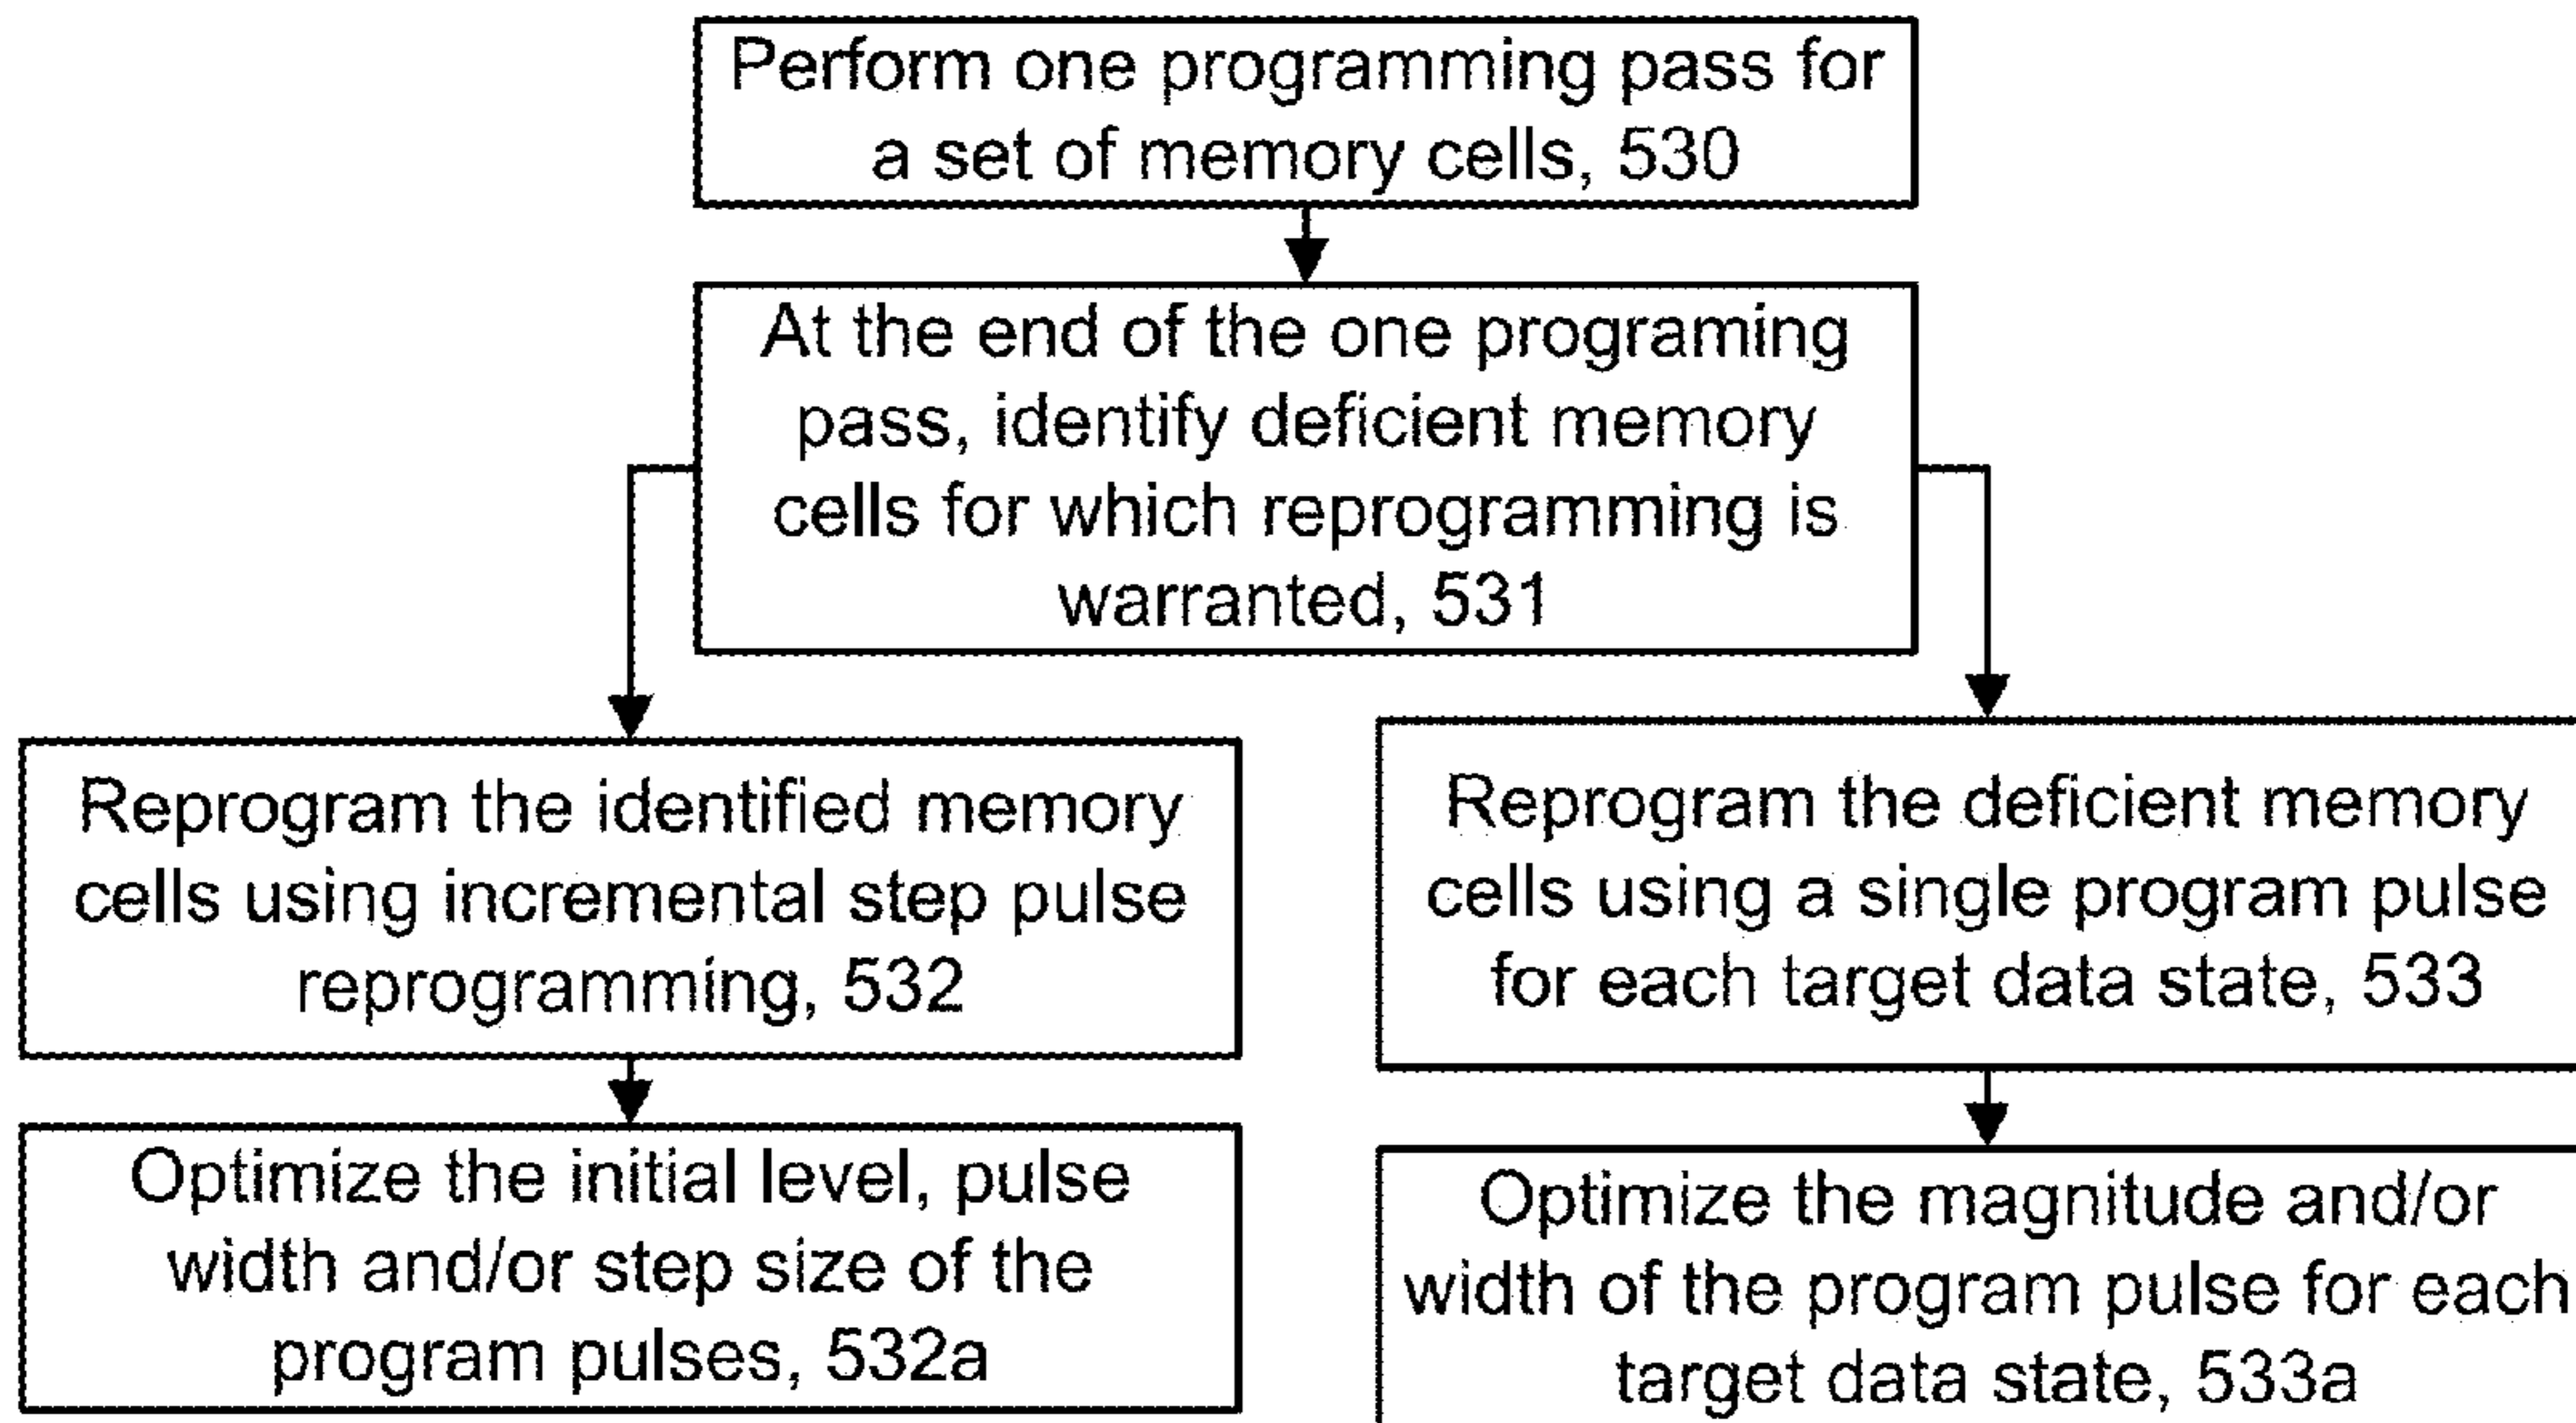 Perform one programming pass for
a set of memory cells, 530
At the end of the one programing
pass, identify deficient memory
cells for which reprogramming is
warranted, 531
Reprogram the identified memory
cells using incremental step pulse
reprogramming, 532
Reprogram the deficient memory
cells using a single program pulse
for each target data state, 533
Optimize the initial level, pulse
width and/or step size of the
program pulses, 532a
Optimize the magnitude and/or
width of the program pulse for each
target data state, 533a